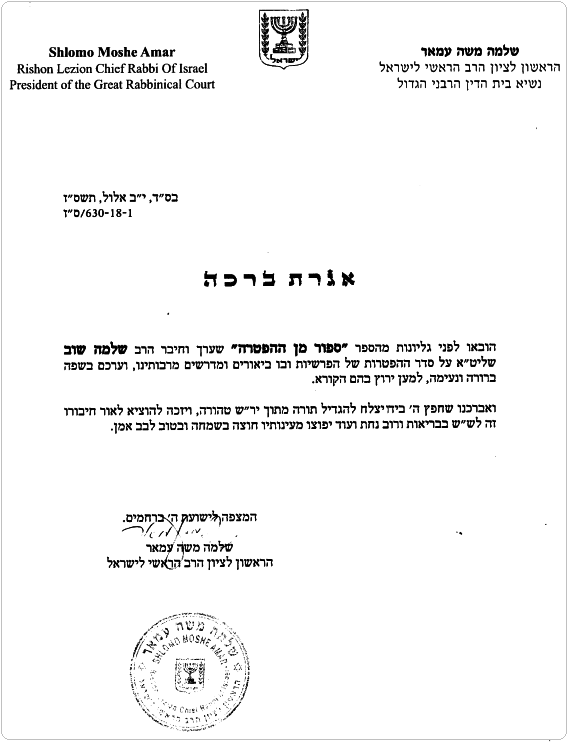 Shlomo Moshe Amar
Rishon Lezion Chief Rabbi Of Israel
President of the Great Rabbinical Court
ישראל
שלמה משה עמאר
הראשון לציון הרב הראשי לישראל
נשיא בית הדין הרבני הגדול
בס״ד, י״ב אלול, תשס״ז
630-18-1/ס״ז
אגרת ברכה
הובאו לפני גליונות מהספר "ספור מן ההפטרה" שערך וחיבר הרב שלמה שוב
שליט״א על סדר ההפטרות של הפרשיות ובו ביאורים ומדרשים מרבותינו, וערכם בשפה
ברורה ונעימה, למען ירוץ בהם הקורא.
ואברכנו שחפץ ה׳ בידו יצלח להגדיל תורה מתוך יר״ש טהורה, ויזכה להוציא לאור חיבורו
זה לש״ש בבריאות ורוב נחת ועוד יפוצו מעינותיו חוצה בשמחה ובטוב לבב אמן.
המצפה לישועת ה׳ ברחמים.
שלמה משה עמאר
הראשון לציון הרב הראשי לישראל
שלמה משה עמאר
SHLOMO MOSHE AMAR